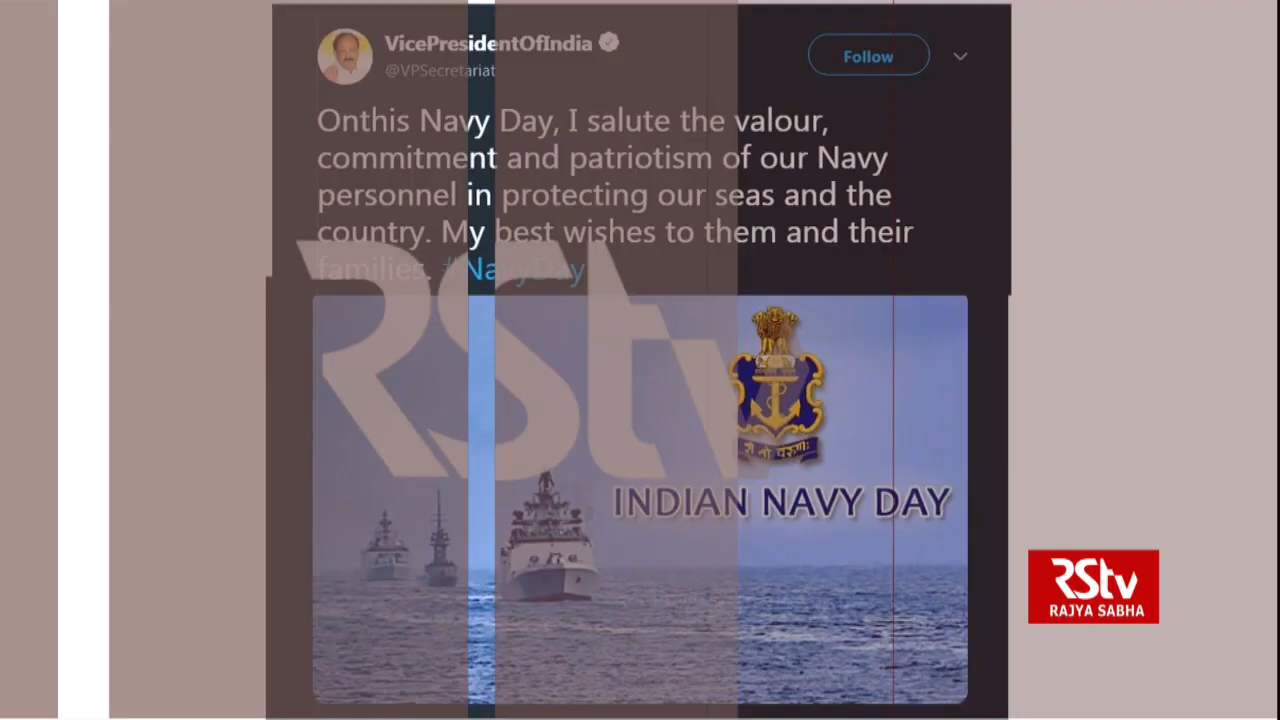 VicePresidentOfIndia
@VPSecretariat
Follow
Onthis Navy Day, I salute the valour,
commitment and patriotism of our Navy
personnel in protecting our seas and the
country. My best wishes to them and their
families. #NavyDay
RStv
शं नो वरुणः
INDIAN NAVY DAY
RStv
RAJYA SABHA